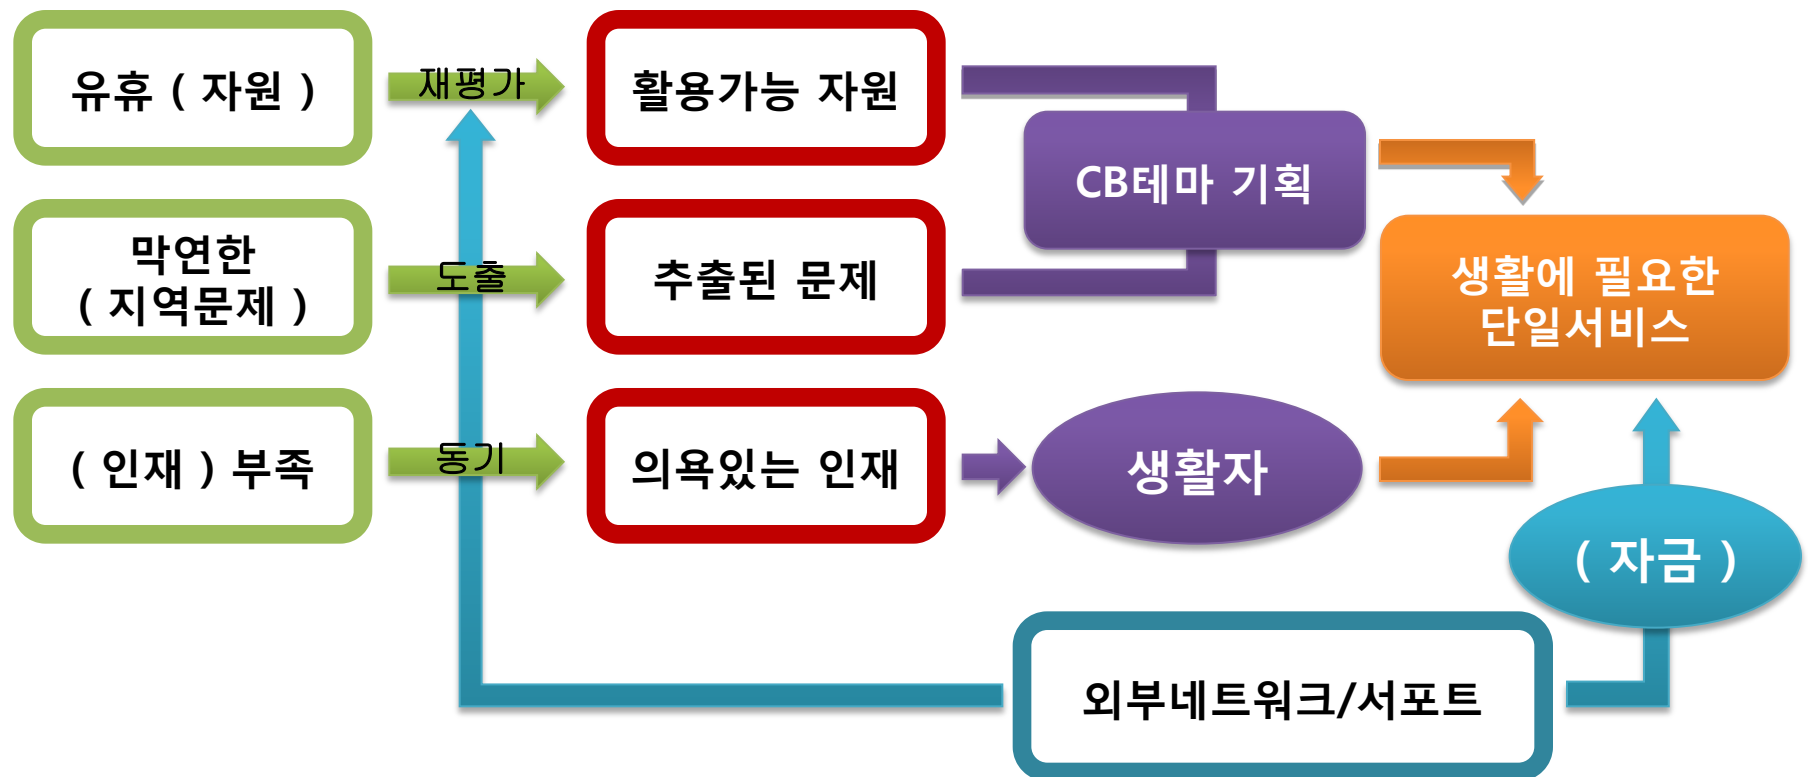 유휴 ( 자원 )
재평가
활용가능 자원
CB테마 기획
막연한
( 지역문제 )
도출
추출된 문제
생활에 필요한
단일서비스
( 인재 ) 부족
동기
의욕있는 인재
생활자
( 자금 )
외부네트워크/서포트